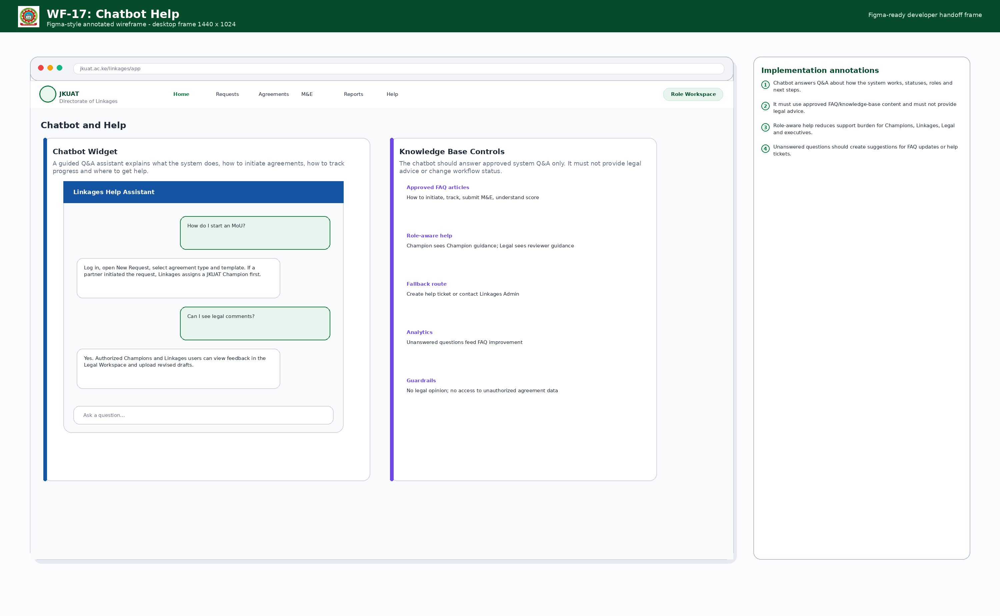 WF-17: Chatbot Help
Figma-style annotated wireframe - desktop frame 1440 x 1024
Figma-ready developer handoff frame
jkuat.ac.ke/linkages/app
JKUAT
Directorate of Linkages
Home
Requests
Agreements
M&E
Reports
Help
Role Workspace
Chatbot and Help
Chatbot Widget
A guided Q&A assistant explains what the system does, how to initiate agreements, how to track
progress and where to get help.
Linkages Help Assistant
How do I start an MoU?
Log in, open New Request, select agreement type and template. If a
partner initiated the request, Linkages assigns a JKUAT Champion first.
Can I see legal comments?
Yes. Authorized Champions and Linkages users can view feedback in the
Legal Workspace and upload revised drafts.
Ask a question...
Knowledge Base Controls
The chatbot should answer approved system Q&A only. It must not provide legal
advice or change workflow status.
Approved FAQ articles
How to initiate, track, submit M&E, understand score
Role-aware help
Champion sees Champion guidance; Legal sees reviewer guidance
Fallback route
Create help ticket or contact Linkages Admin
Analytics
Unanswered questions feed FAQ improvement
Guardrails
No legal opinion; no access to unauthorized agreement data
Implementation annotations
1 Chatbot answers Q&A about how the system works, statuses, roles and
next steps.
2 It must use approved FAQ/knowledge-base content and must not provide
legal advice.
3 Role-aware help reduces support burden for Champions, Linkages, Legal
and executives.
4 Unanswered questions should create suggestions for FAQ updates or help
tickets.